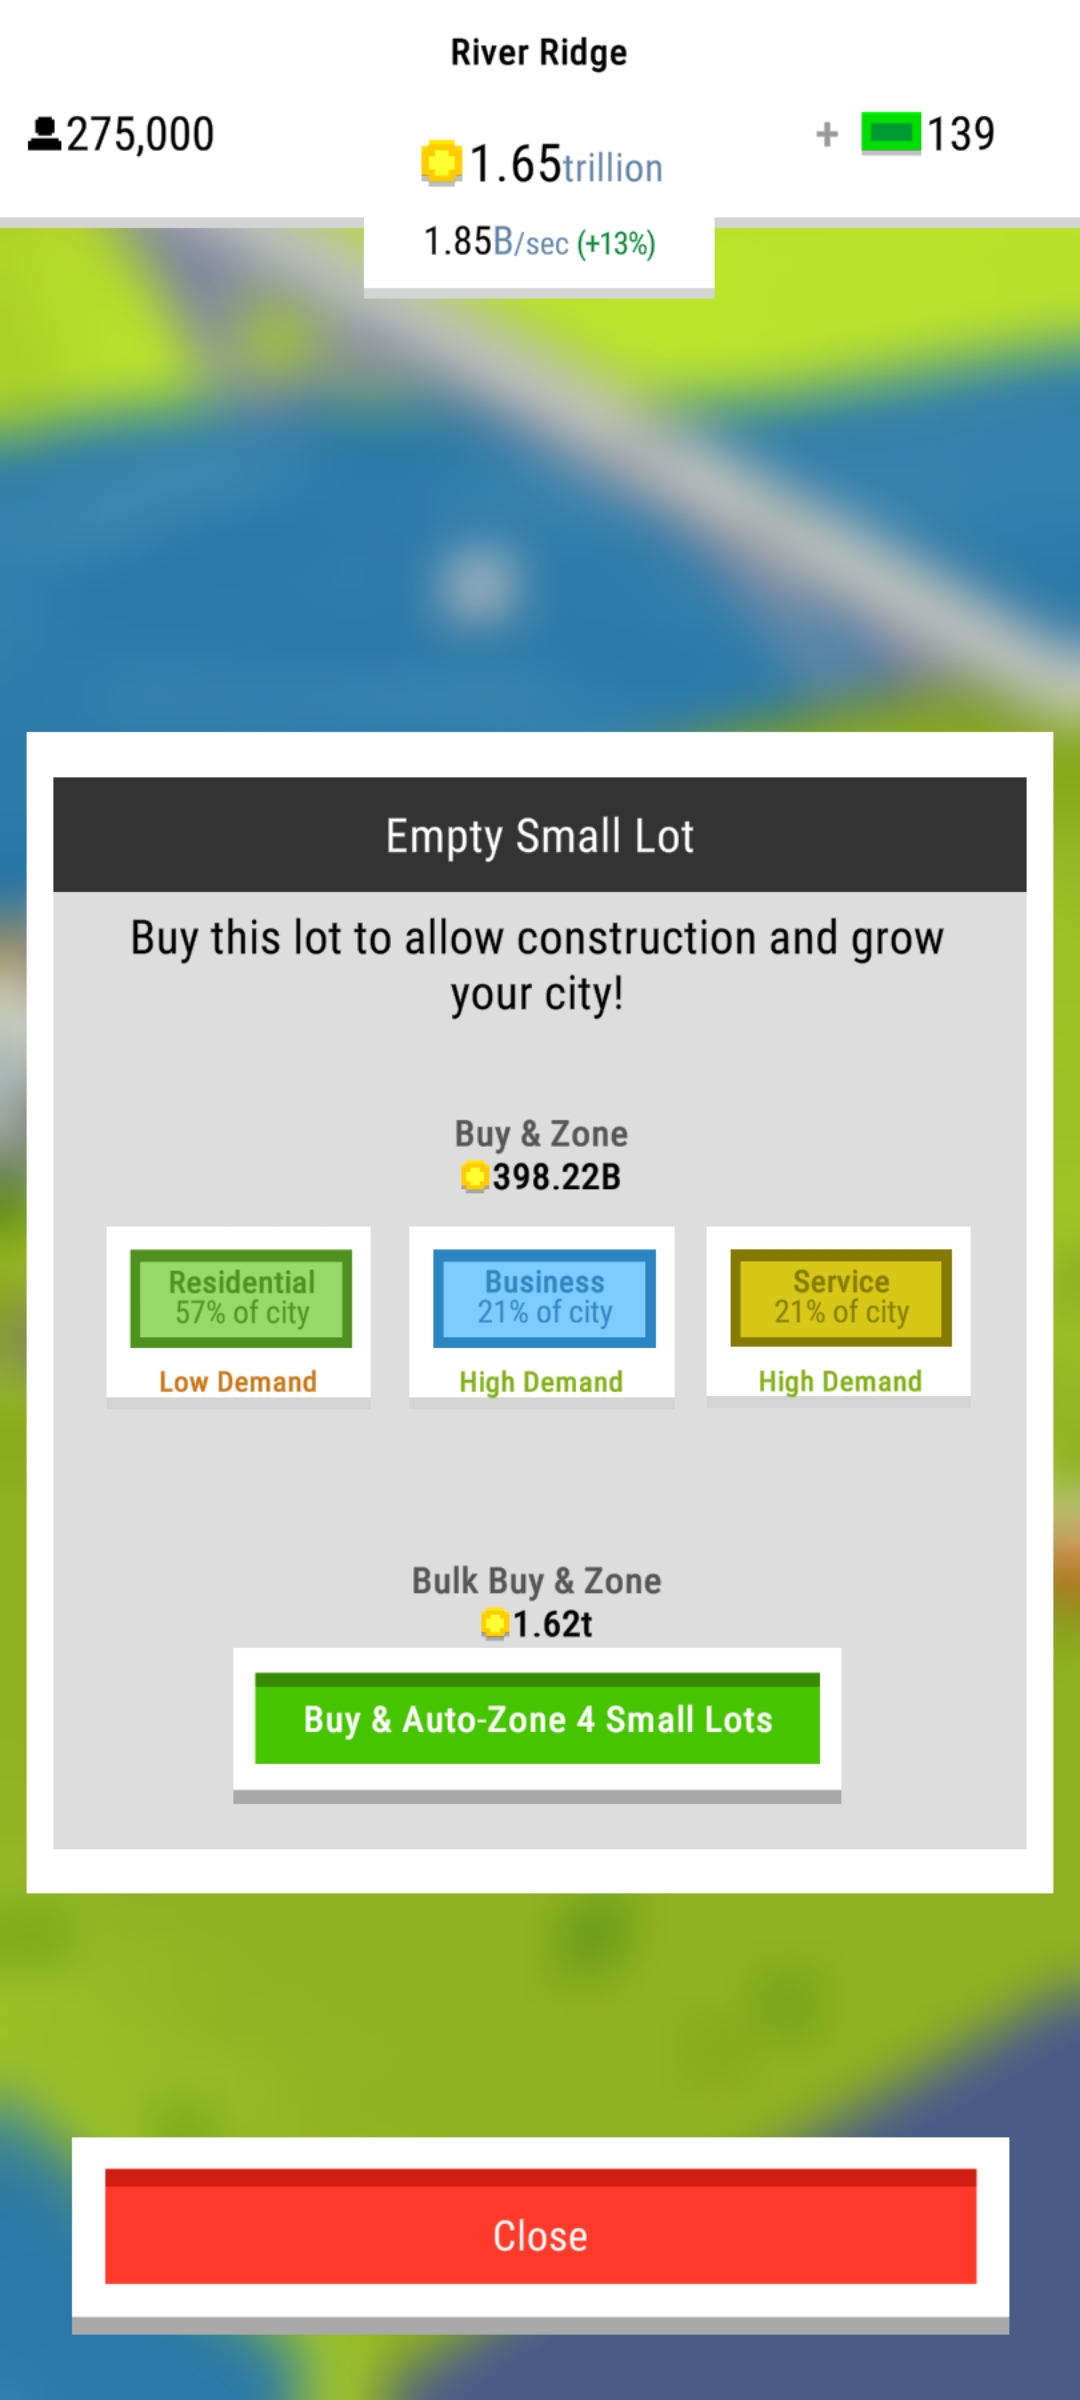 River Ridge
275,000
1.65trillion
+ 139
1.85B/sec (+13%)
Empty Small Lot
Buy this lot to allow construction and grow
your city!
Buy & Zone
398.22B
Residential
57% of city
Low Demand
Business
21% of city
High Demand
Service
21% of city
High Demand
Bulk Buy & Zone
1.62t
Buy & Auto-Zone 4 Small Lots
Close